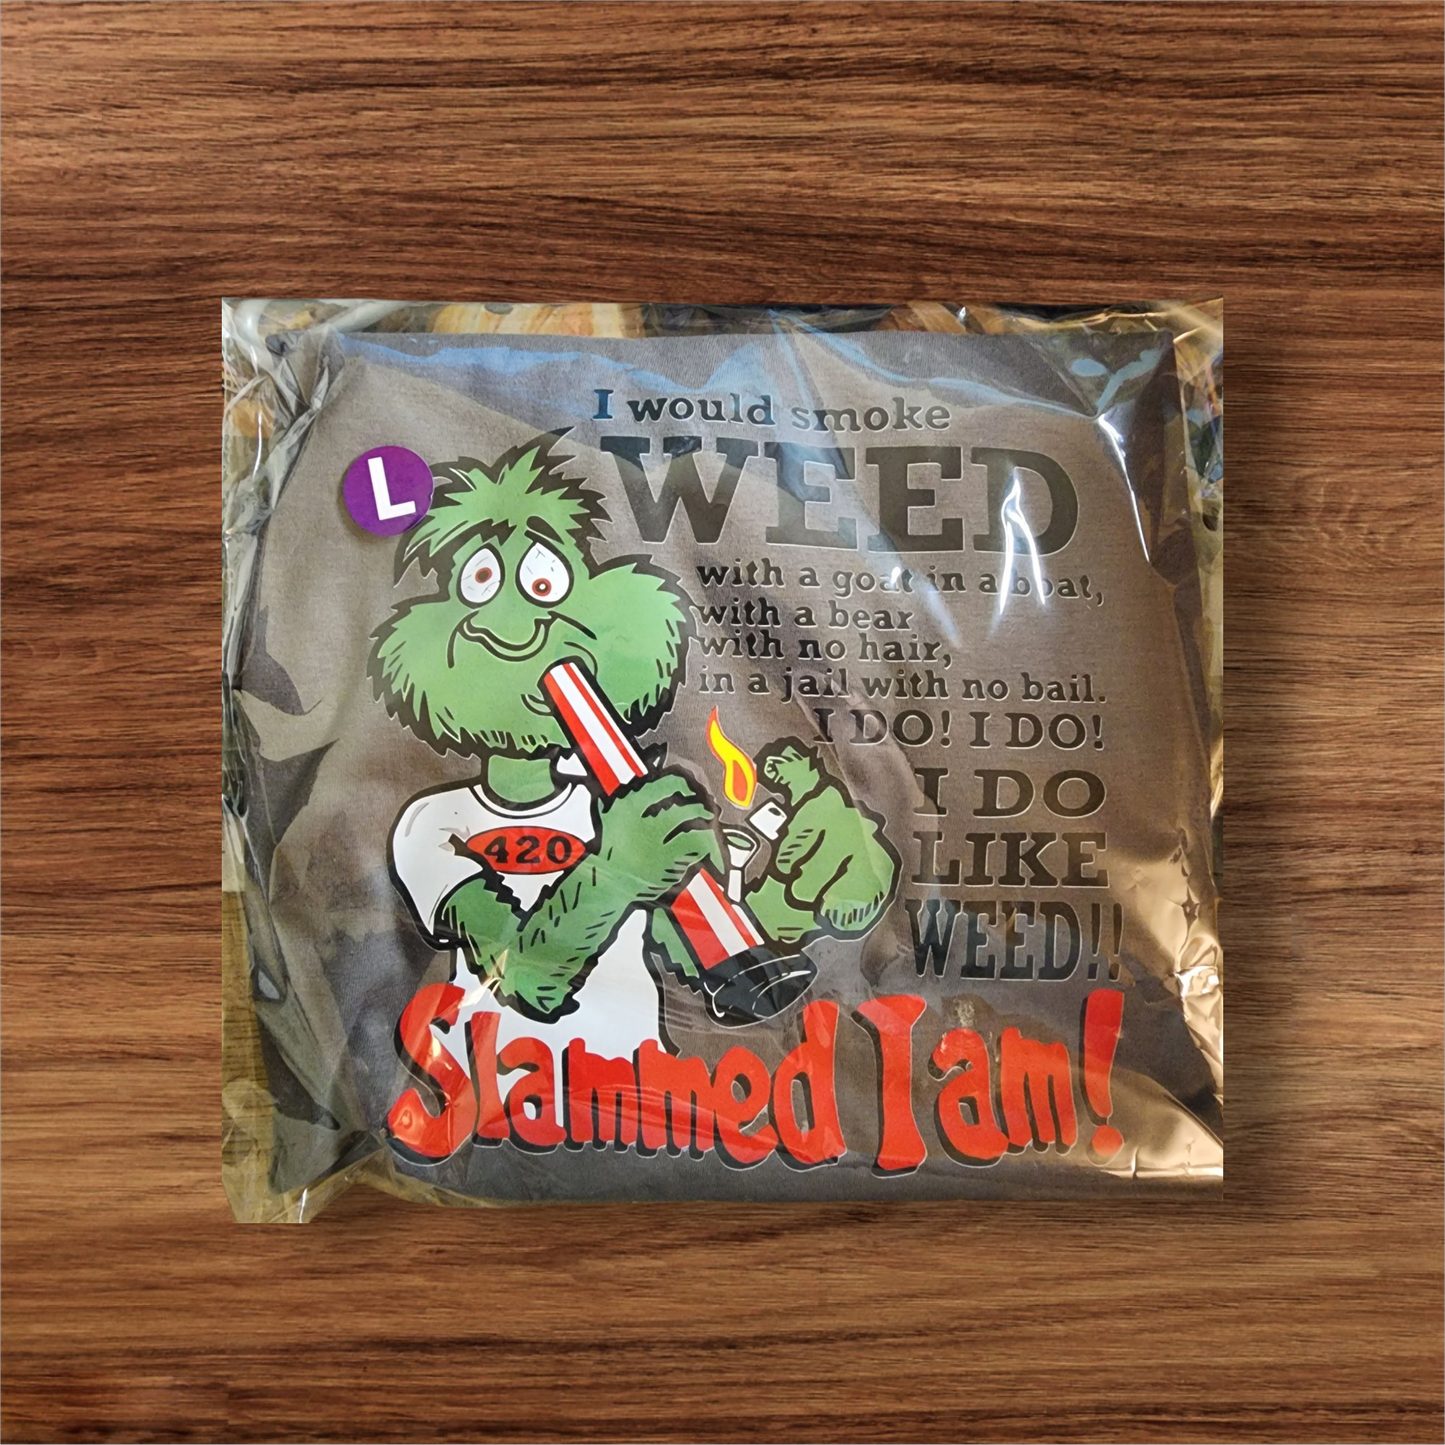 I would smoke
WEED
with a goat in a boat,
with a bear
with no hair,
in a jail with no bail.
I DO! I DO!
I DO
LIKE
WEED!!
L
420
Slammed I am!